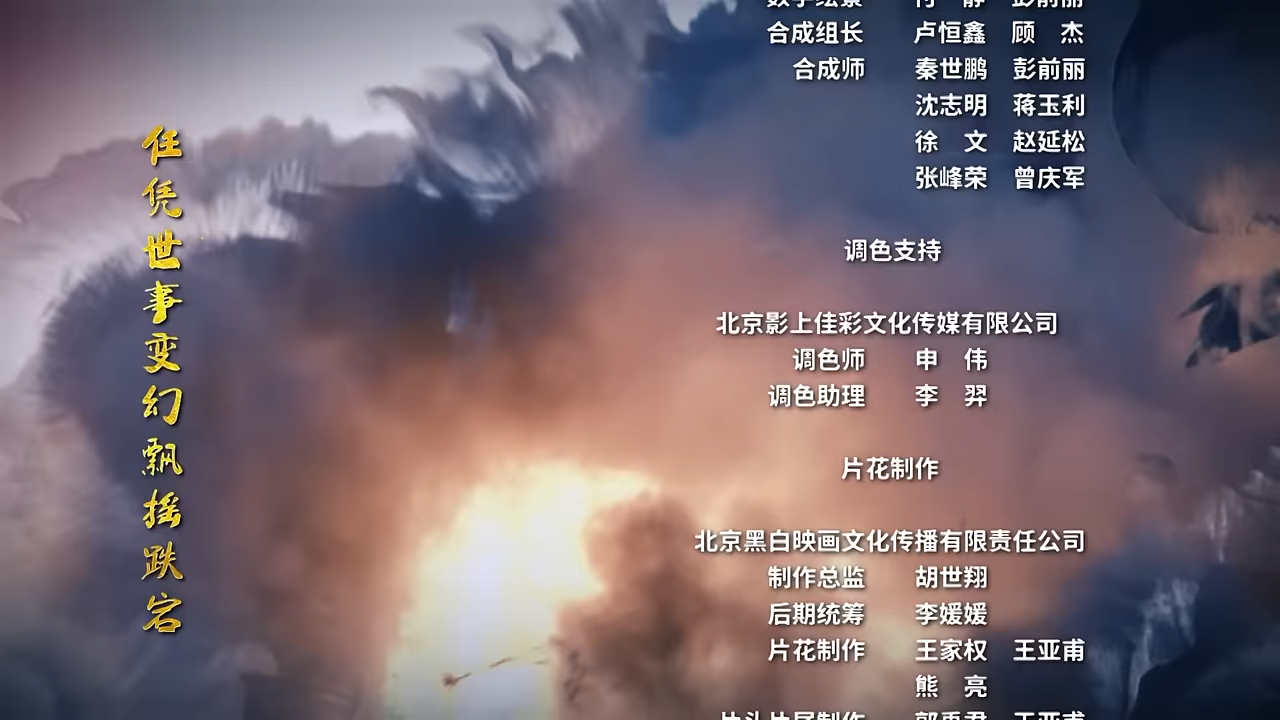 任凭世事变幻飘摇跌宕
合成组长 卢恒鑫 顾 杰
合成师 秦世鹏 彭前丽
沈志明 蒋玉利
徐 文 赵延松
张峰荣 曾庆军
调色支持
北京影上佳彩文化传媒有限公司
调色师 申 伟
调色助理 李 羿
片花制作
北京黑白映画文化传播有限责任公司
制作总监 胡世翔
后期统筹 李媛媛
片花制作 王家权 王亚甫
熊 亮